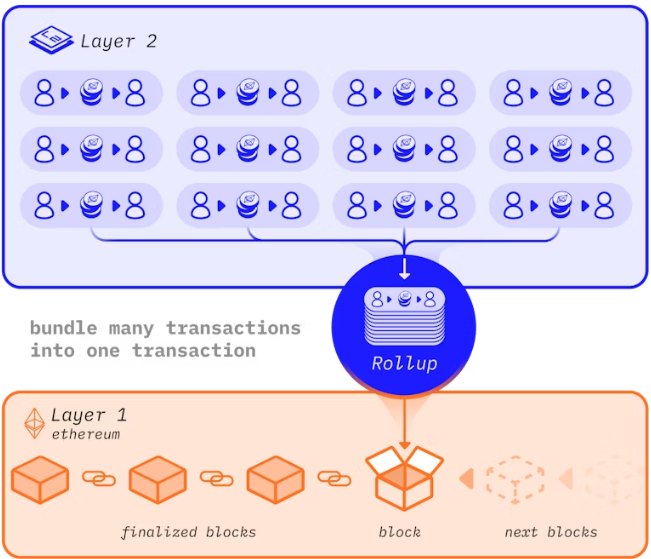 Layer 2
bundle many transactions
into one transaction
Rollup
Layer 1
ethereum
finalized blocks
block
next blocks